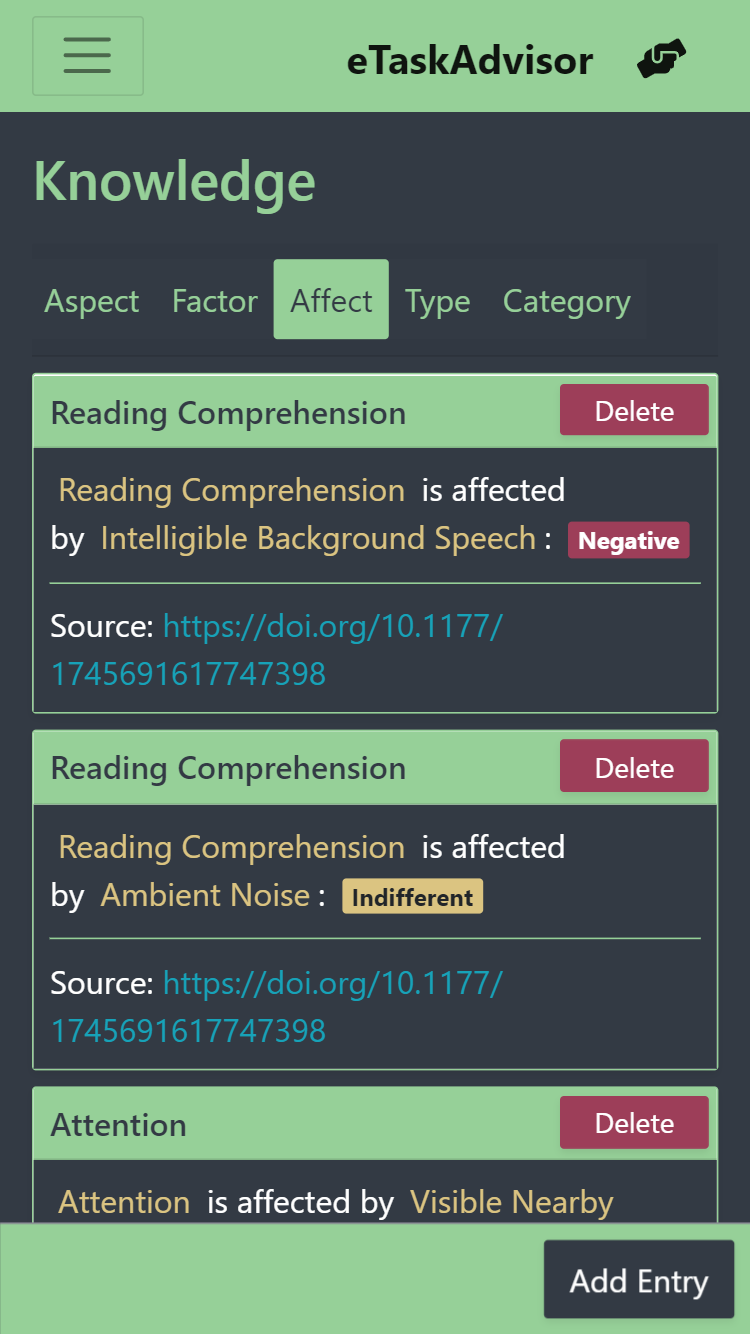 eTaskAdvisor
Knowledge
Aspect Factor Affect Type Category
Reading Comprehension Delete
Reading Comprehension is affected
by Intelligible Background Speech : Negative
Source: https://doi.org/10.1177/
1745691617747398
Reading Comprehension Delete
Reading Comprehension is affected
by Ambient Noise : Indifferent
Source: https://doi.org/10.1177/
1745691617747398
Attention Delete
Attention is affected by Visible Nearby
Add Entry